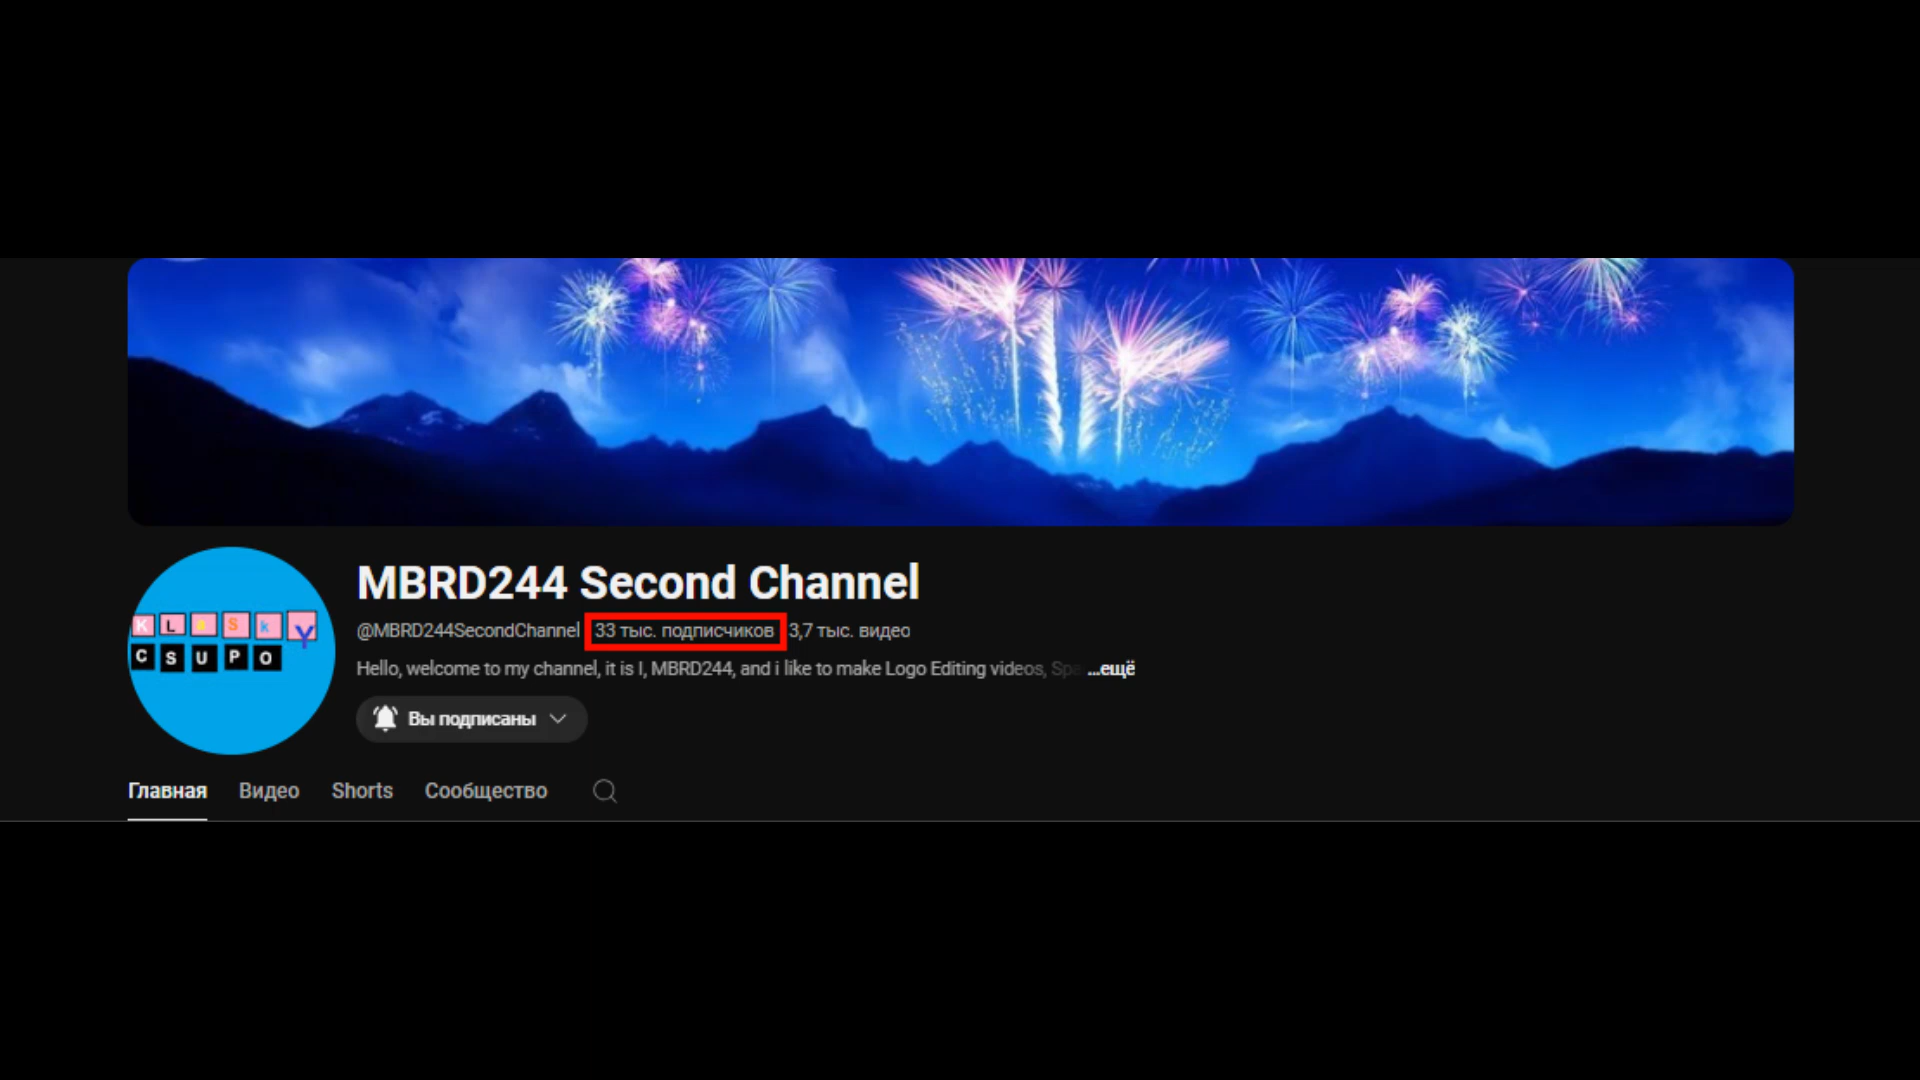 MBRD244 Second Channel
@MBRD244SecondChannel 33 тыс. подписчиков 3,7 тыс. видео
Hello, welcome to my channel, it is I, MBRD244, and i like to make Logo Editing videos, Spa ...ещё
KLaSkY
CSUPO
Вы подписаны
Главная Видео Shorts Сообщество